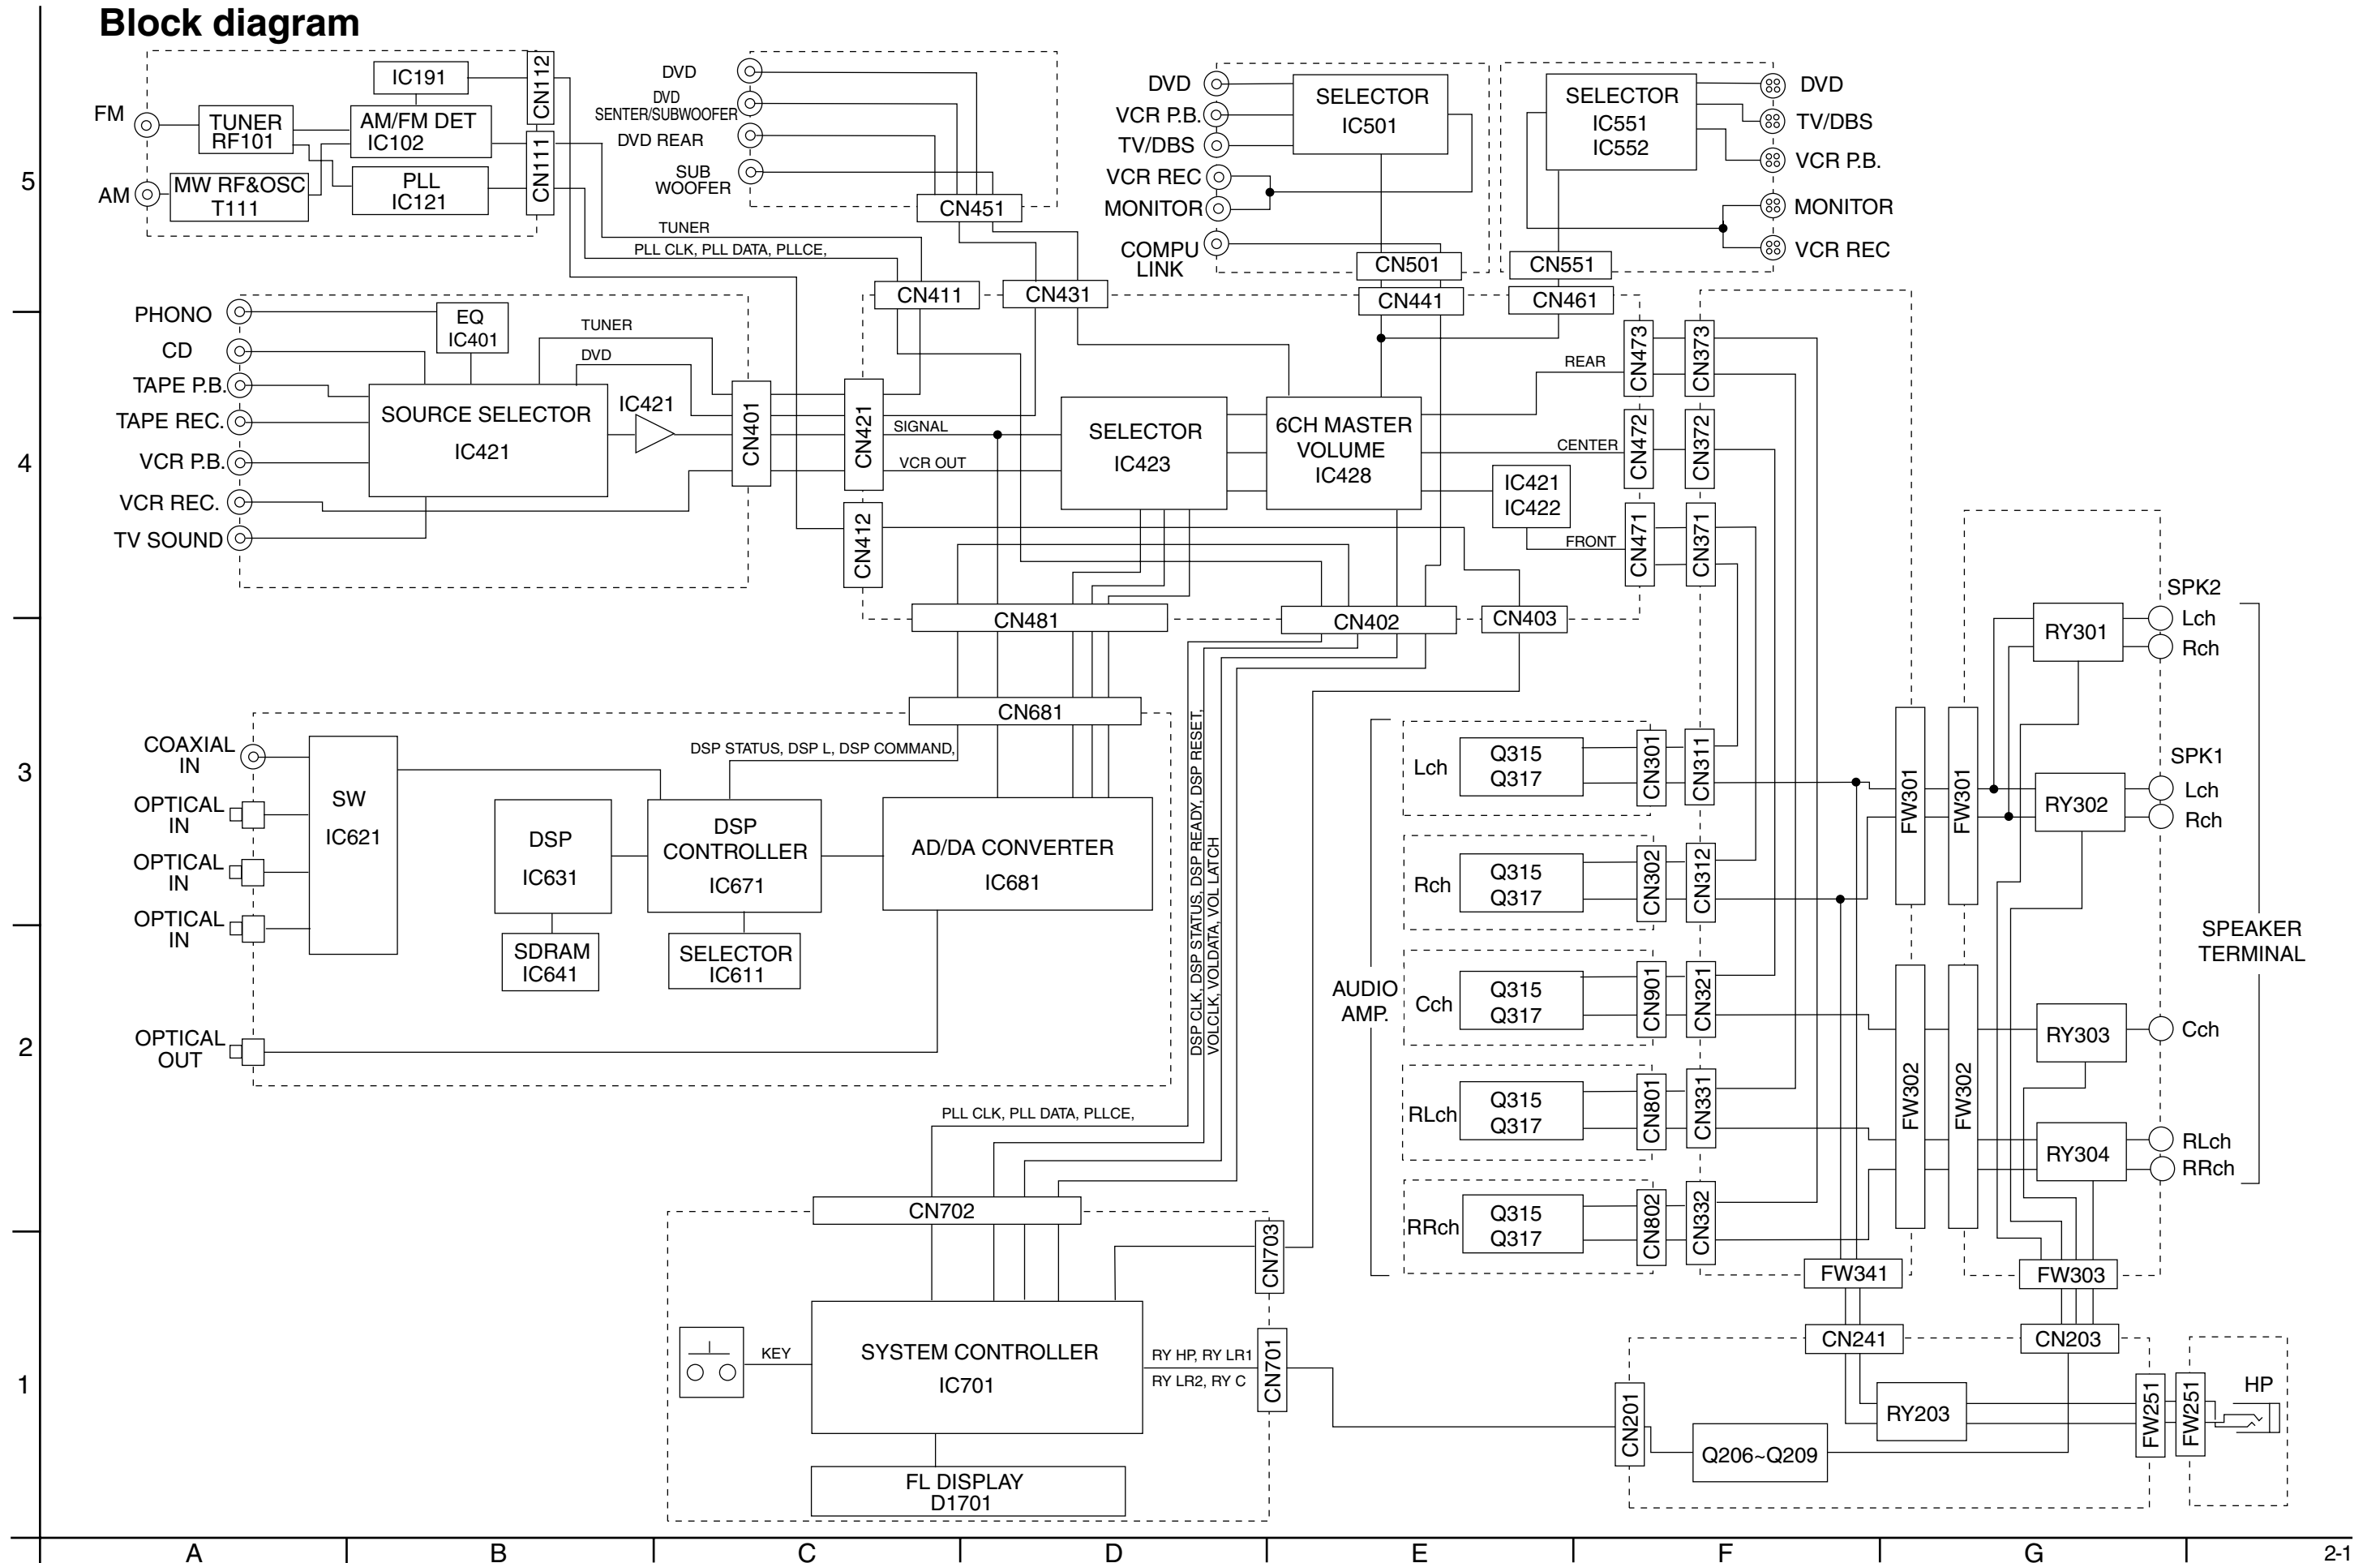 Block diagram
FM
AM
TUNER
RF101
MW RF&OSC
T111
IC191
AM/FM DET
IC102
PLL
IC121
CN112
CN111
TUNER
PLL CLK, PLL DATA, PLLCE,
DVD
DVD
SENTER/SUBWOOFER
DVD REAR
SUB
WOOFER
CN451
DVD
VCR P.B.
TV/DBS
VCR REC
MONITOR
COMPU
LINK
SELECTOR
IC501
CN501
SELECTOR
IC551
IC552
CN551
DVD
TV/DBS
VCR P.B.
MONITOR
VCR REC
5
CN411
CN431
CN441
CN461
PHONO
CD
TAPE P.B.
TAPE REC.
VCR P.B.
VCR REC.
TV SOUND
EQ
IC401
TUNER
DVD
SOURCE SELECTOR
IC421
IC421
CN401
CN421
CN412
SIGNAL
VCR OUT
SELECTOR
IC423
6CH MASTER
VOLUME
IC428
REAR
CENTER
IC421
IC422
FRONT
CN473
CN373
CN472
CN372
CN471
CN371
4
CN481
CN402
CN403
CN681
COAXIAL
IN
OPTICAL
IN
OPTICAL
IN
OPTICAL
IN
OPTICAL
OUT
SW
IC621
DSP STATUS, DSP L, DSP COMMAND,
DSP
IC631
DSP
CONTROLLER
IC671
AD/DA CONVERTER
IC681
SDRAM
IC641
SELECTOR
IC611
DSP CLK, DSP STATUS, DSP READY, DSP RESET,
VOLCLK, VOLDATA, VOL LATCH
PLL CLK, PLL DATA, PLLCE,
3
2
AUDIO
AMP.
Lch
Q315
Q317
CN301
CN311
Rch
Q315
Q317
CN302
CN312
Cch
Q315
Q317
CN901
CN321
RLch
Q315
Q317
CN801
CN331
RRch
Q315
Q317
CN802
CN332
FW301
FW301
FW302
FW302
RY301
RY302
RY303
RY304
SPK2
Lch
Rch
SPK1
Lch
Rch
Cch
RLch
RRch
SPEAKER
TERMINAL
FW341
FW303
CN241
CN203
CN702
CN703
CN701
KEY
SYSTEM CONTROLLER
IC701
RY HP, RY LR1
RY LR2, RY C
FL DISPLAY
D1701
CN201
Q206~Q209
RY203
FW251
FW251
HP
1
A
B
C
D
E
F
G
2-1